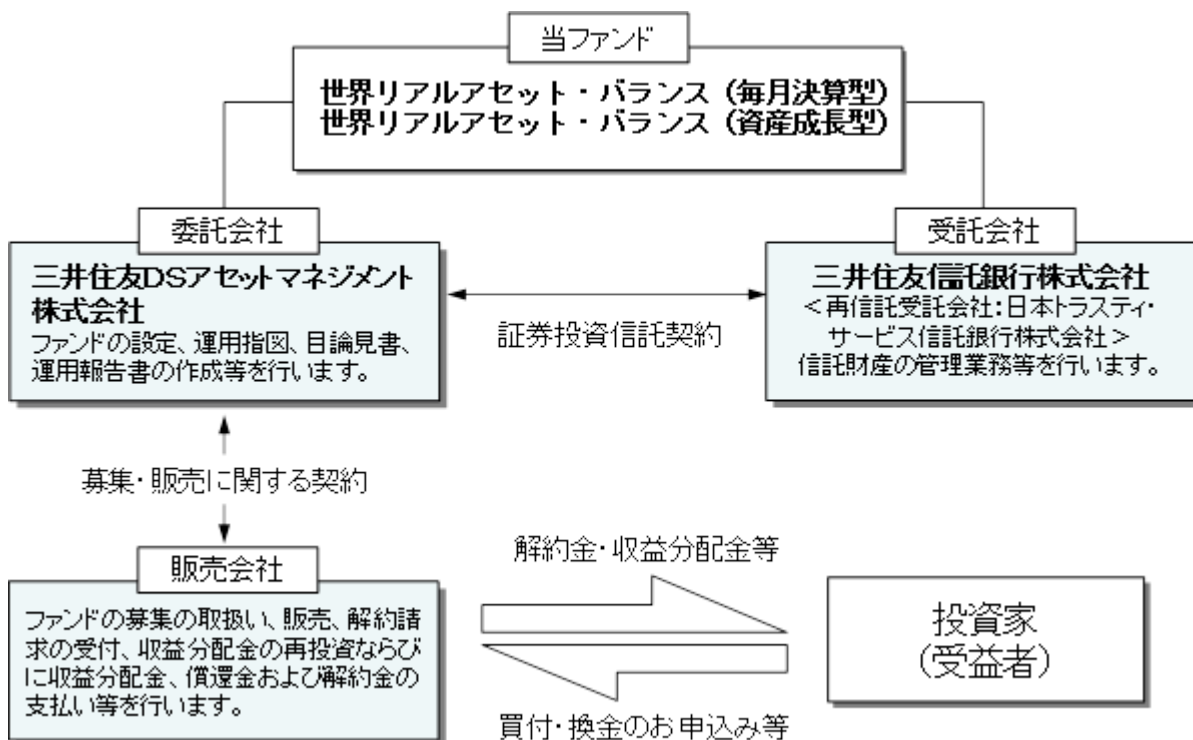 当ファンド
世界リアルアセット・バランス（毎月決算型）
世界リアルアセット・バランス（資産成長型）
委託会社
三井住友DSアセットマネジメント
株式会社
ファンドの設定、運用指図、目論見書、
運用報告書の作成等を行います。
証券投資信託契約
受託会社
三井住友信託銀行株式会社
＜再信託受託会社：日本トラスティ・
サービス信託銀行株式会社＞
信託財産の管理業務等を行います。
募集・販売に関する契約
販売会社
ファンドの募集の取扱い、販売、解約請
求の受付、収益分配金の再投資ならび
に収益分配金、償還金および解約金の
支払い等を行います。
解約金・収益分配金等
買付・換金のお申込み等
投資家
（受益者）